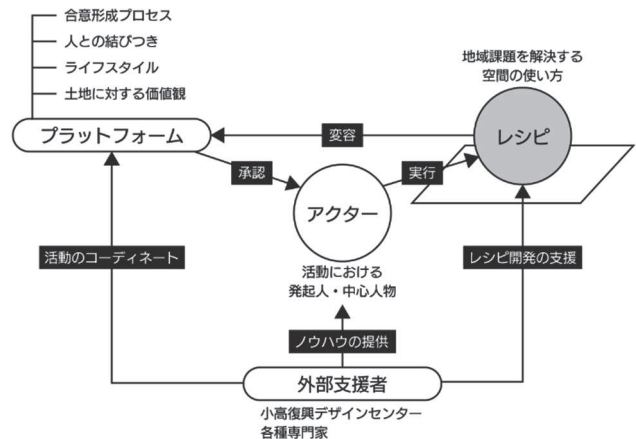 合意形成プロセス
人との結びつき
ライフスタイル
土地に対する価値観
プラットフォーム
地域課題を解決する
空間の使い方
レシピ
変容
承認
実行
アクター
活動における
発起人・中心人物
活動のコーディネート
レシピ開発の支援
ノウハウの提供
外部支援者
小高復興デザインセンター
各種専門家